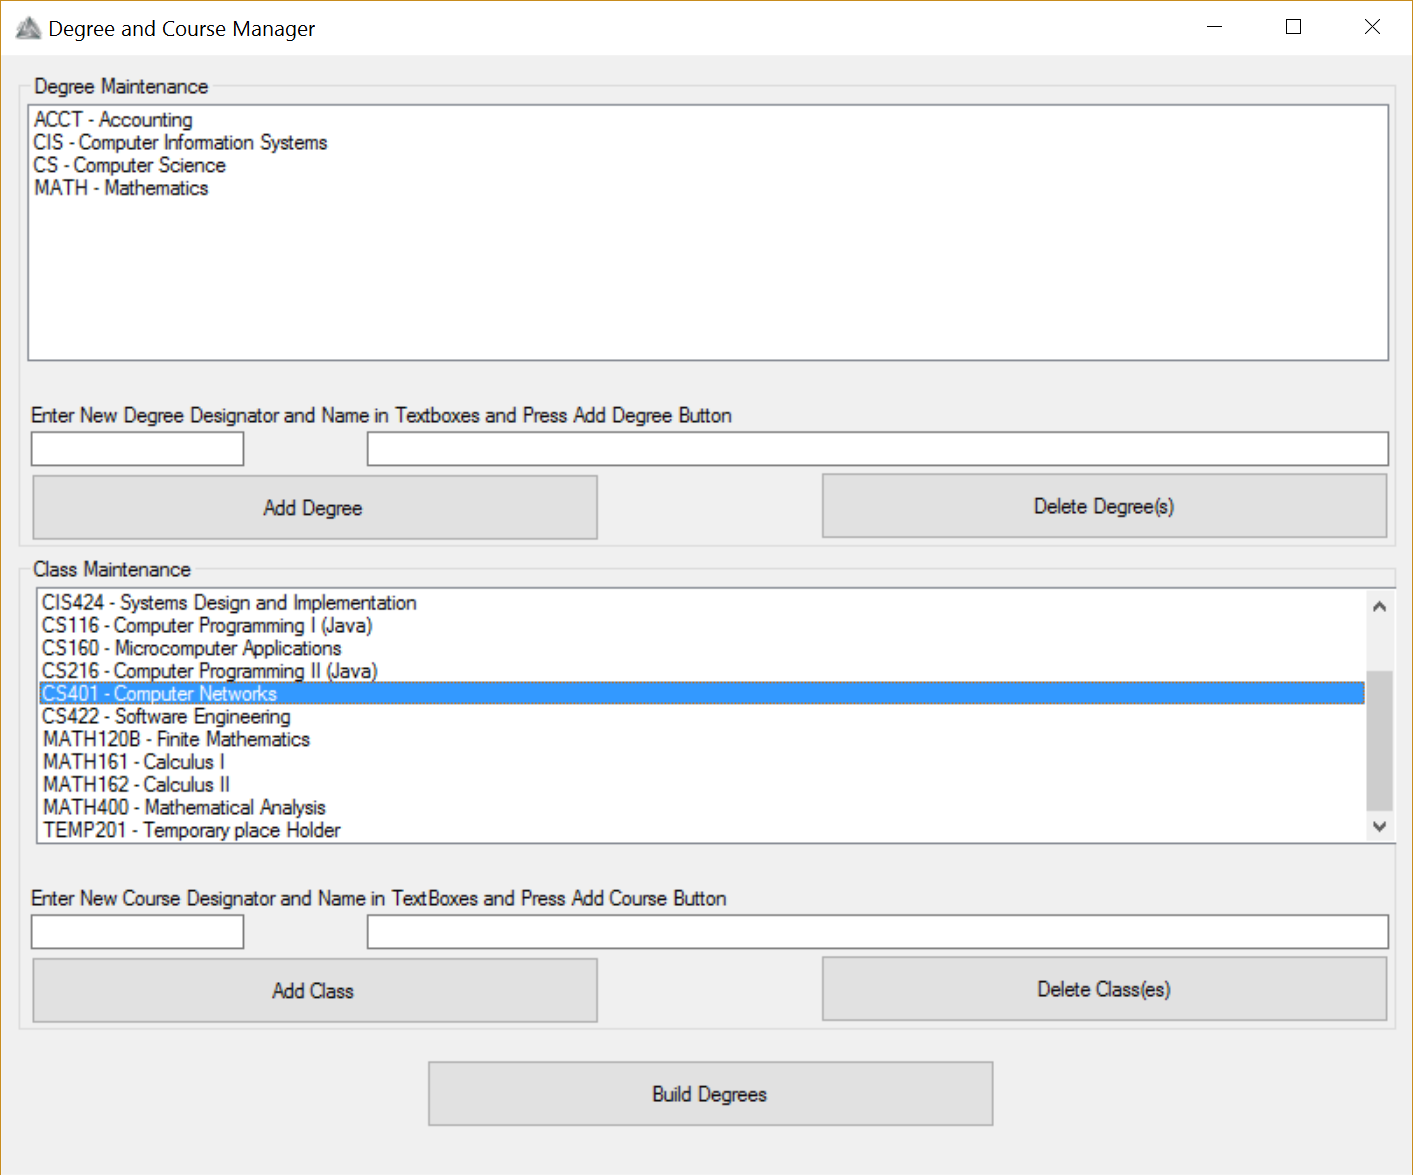 Degree and Course Manager
Degree Maintenance
ACCT - Accounting
CIS - Computer Information Systems
CS - Computer Science
MATH - Mathematics
Enter New Degree Designator and Name in Textboxes and Press Add Degree Button
Add Degree
Delete Degree(s)
Class Maintenance
CIS424 - Systems Design and Implementation
CS116 - Computer Programming I (Java)
CS160 - Microcomputer Applications
CS216 - Computer Programming II (Java)
CS401 - Computer Networks
CS422 - Software Engineering
MATH120B - Finite Mathematics
MATH161 - Calculus I
MATH162 - Calculus II
MATH400 - Mathematical Analysis
TEMP201 - Temporary place Holder
Enter New Course Designator and Name in TextBoxes and Press Add Course Button
Add Class
Delete Class(es)
Build Degrees